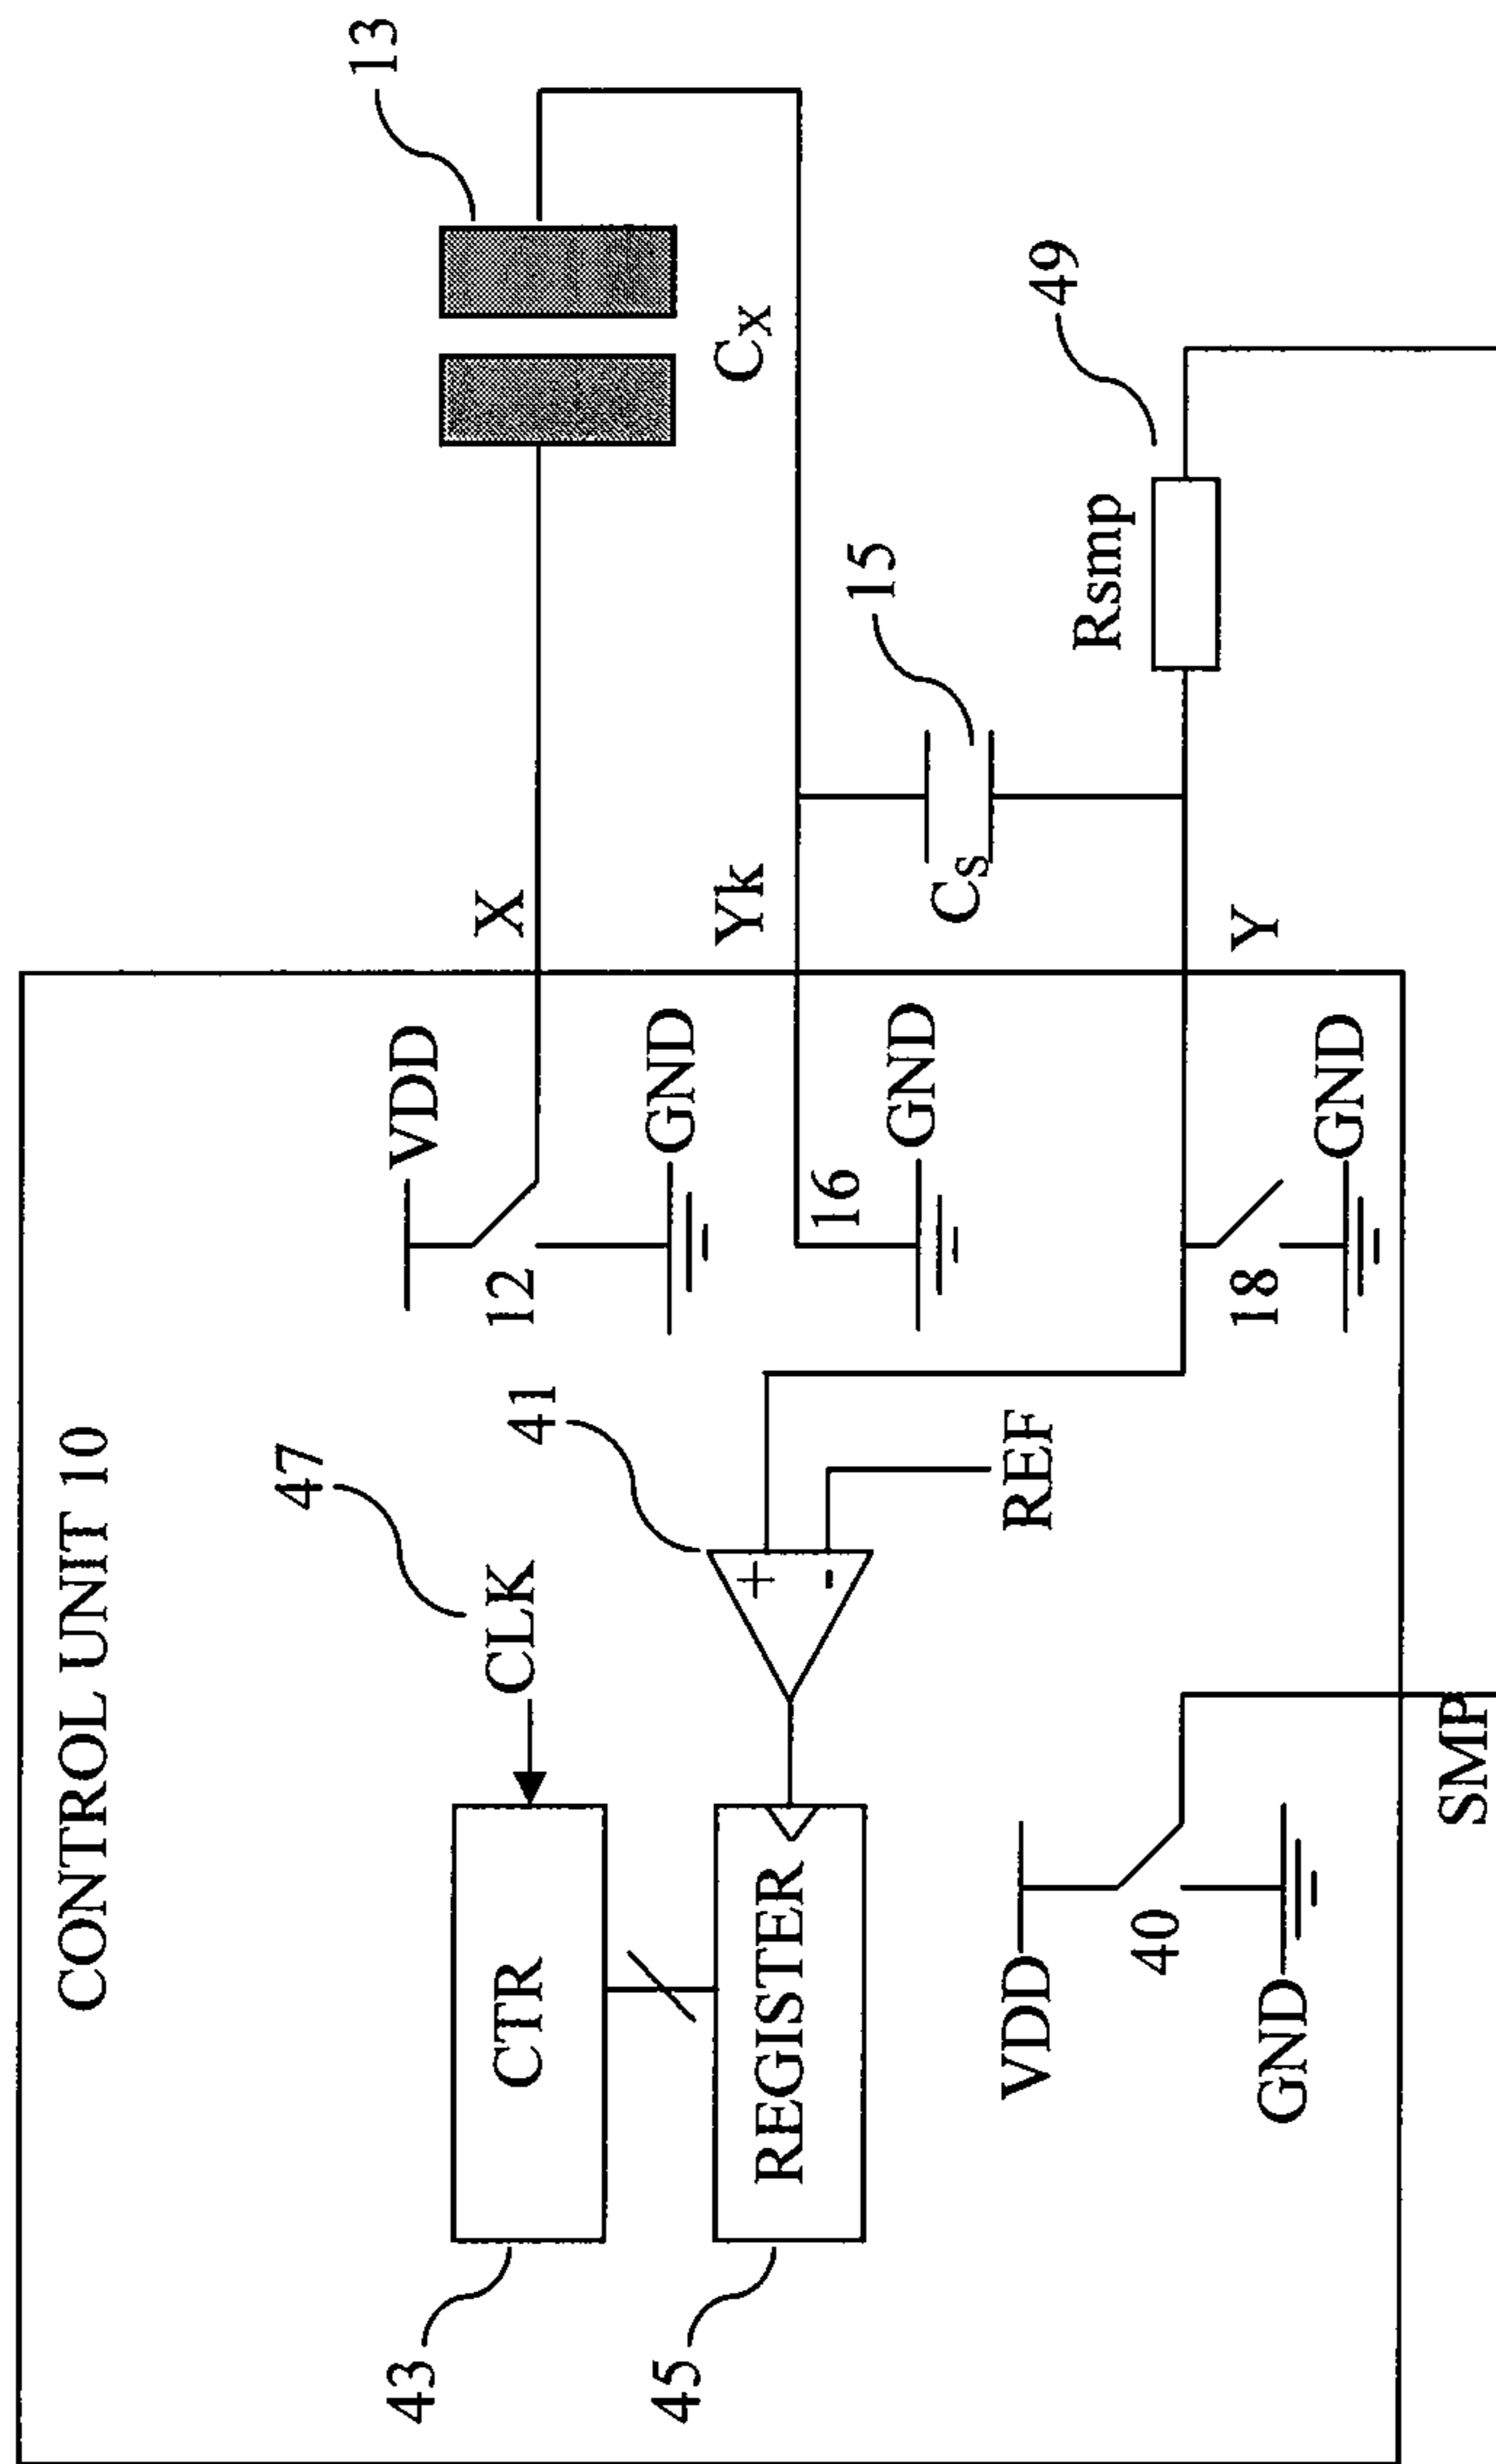 CONTROL UNIT 10
47
CLK
43
CTR
45
REGISTER
41
REF
VDD
12
GND
X
13
Cx
Yk
16
GND
Cs
15
Rsmp
49
Y
18
GND
VDD
40
GND
SMP
+
-